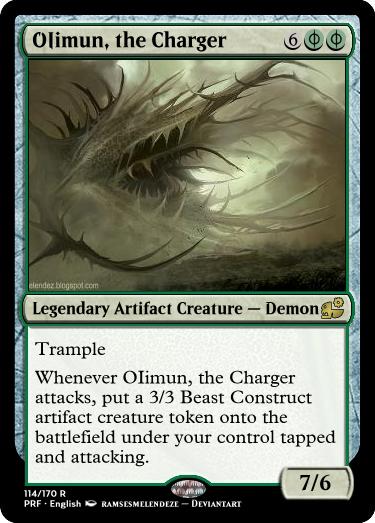 OIimun, the Charger 6
elendez.blogspot.com
Legendary Artifact Creature — Demon
Trample
Whenever OIimun, the Charger
attacks, put a 3/3 Beast Construct
artifact creature token onto the
battlefield under your control tapped
and attacking.
7/6
114/170 R
PRF • English RAMSESMELENDEZE — DEVIANTART